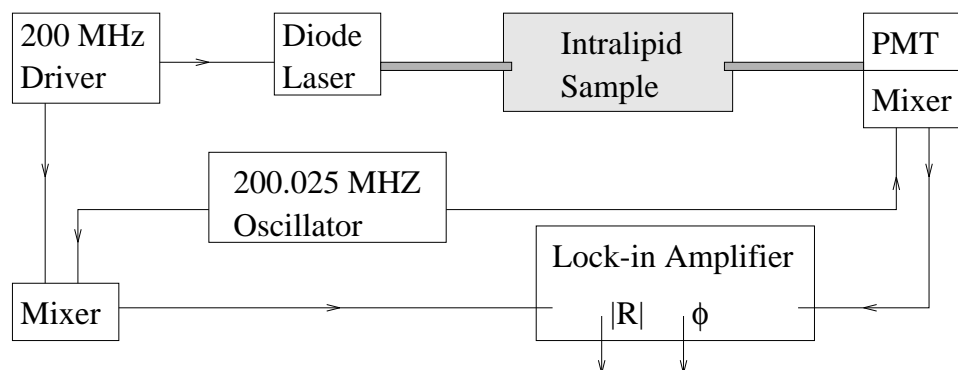 200 MHz
Driver
Diode
Laser
Intralipid
Sample
PMT
Mixer
200.025 MHZ
Oscillator
Lock-in Amplifier
|R|
ϕ
Mixer